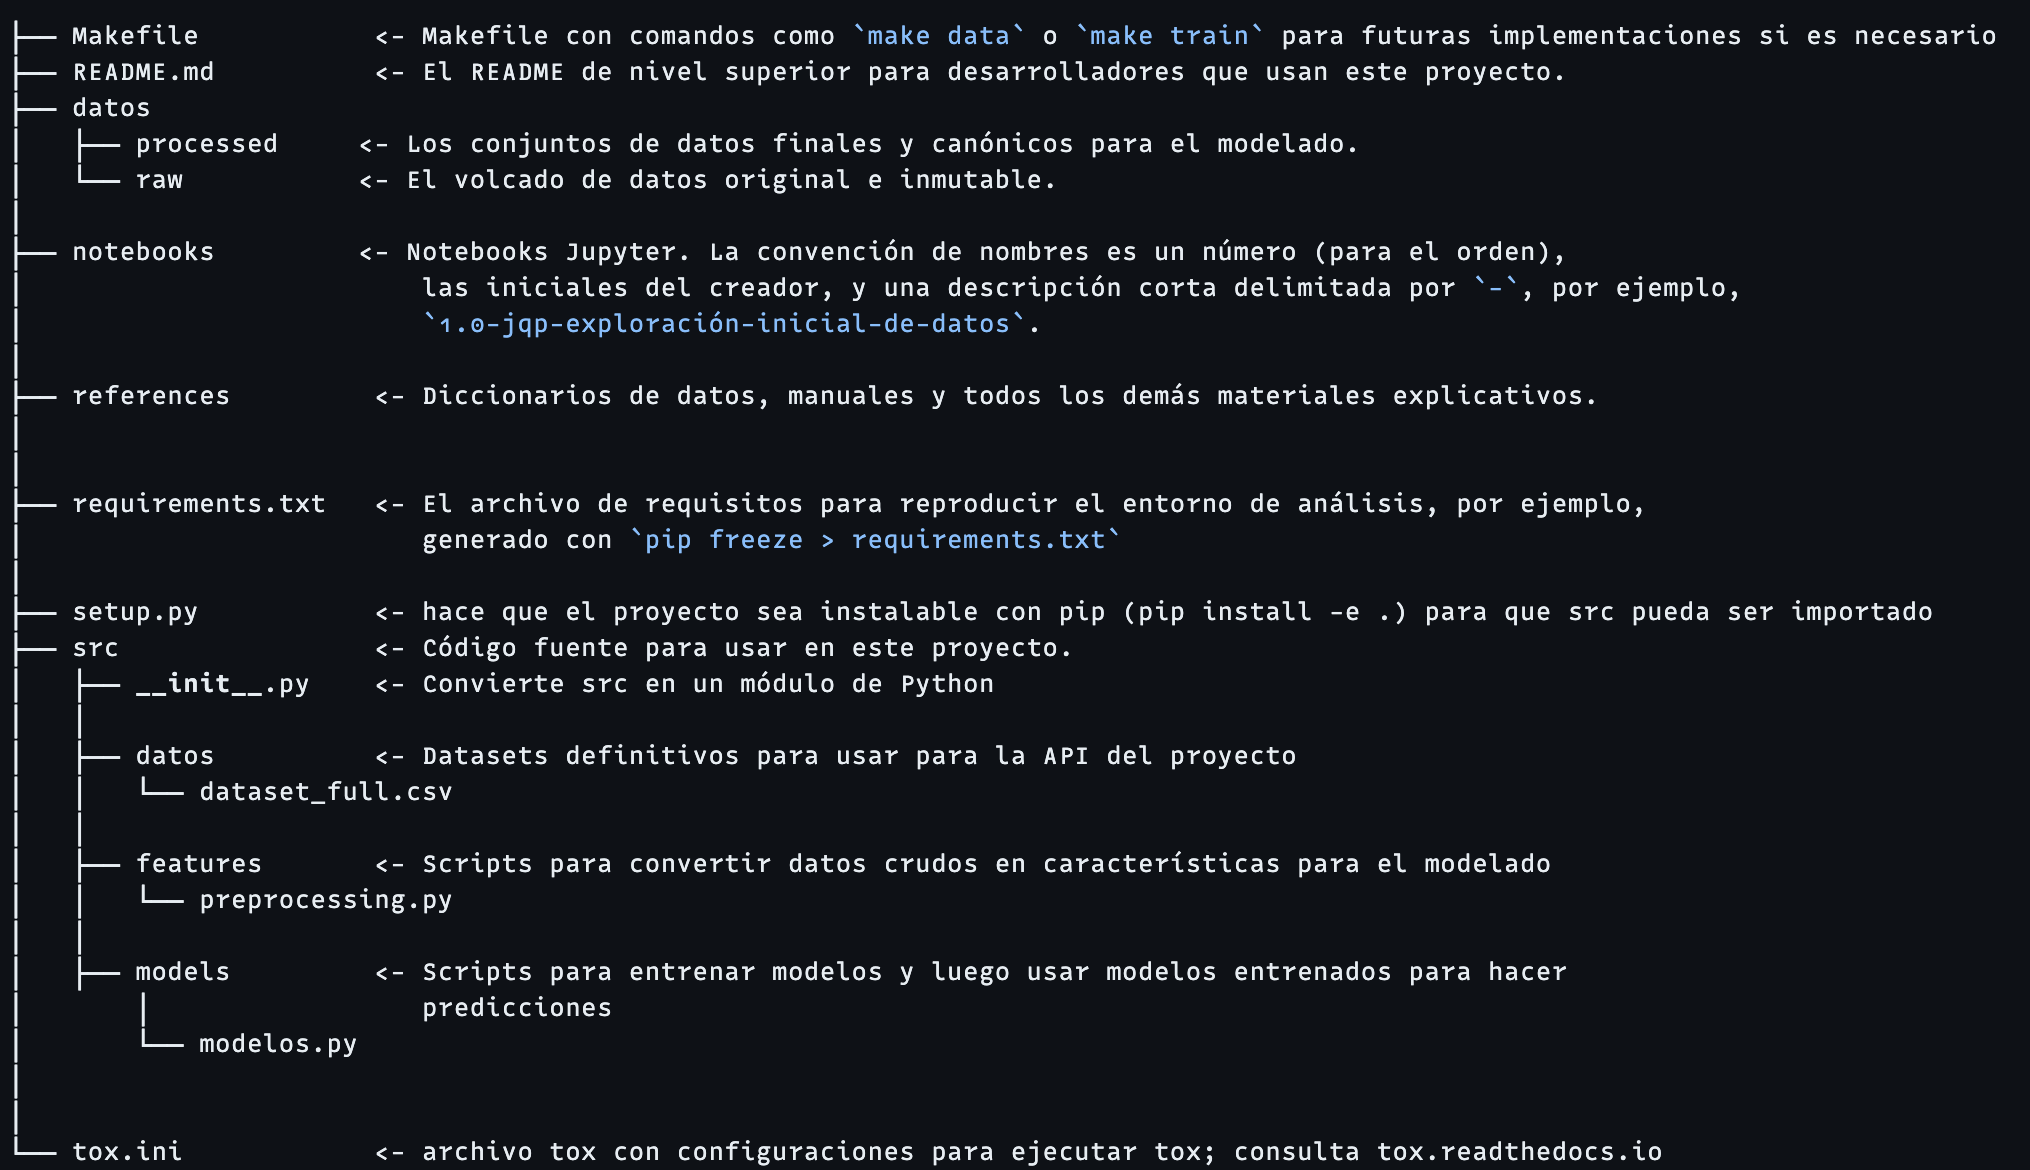 ├── Makefile           <- Makefile con comandos como `make data` o `make train` para futuras implementaciones si es necesario
├── README.md          <- El README de nivel superior para desarrolladores que usan este proyecto.
├── datos
│   ├── processed     <- Los conjuntos de datos finales y canónicos para el modelado.
│   └── raw           <- El volcado de datos original e inmutable.
│
├── notebooks         <- Notebooks Jupyter. La convención de nombres es un número (para el orden),
│                         las iniciales del creador, y una descripción corta delimitada por `-`, por ejemplo,
│                         `1.0-jqp-exploración-inicial-de-datos`.
│
├── references         <- Diccionarios de datos, manuales y todos los demás materiales explicativos.
│
│
├── requirements.txt   <- El archivo de requisitos para reproducir el entorno de análisis, por ejemplo,
│                         generado con `pip freeze > requirements.txt`
│
├── setup.py           <- hace que el proyecto sea instalable con pip (pip install -e .) para que src pueda ser importado
├── src                <- Código fuente para usar en este proyecto.
│   ├── __init__.py    <- Convierte src en un módulo de Python
│   │
│   ├── datos          <- Datasets definitivos para usar para la API del proyecto
│   │   └── dataset_full.csv
│   │
│   ├── features       <- Scripts para convertir datos crudos en características para el modelado
│   │   └── preprocessing.py
│   │
│   ├── models         <- Scripts para entrenar modelos y luego usar modelos entrenados para hacer
│       │                 predicciones
│       └── modelos.py
│
│
└── tox.ini            <- archivo tox con configuraciones para ejecutar tox; consulta tox.readthedocs.io